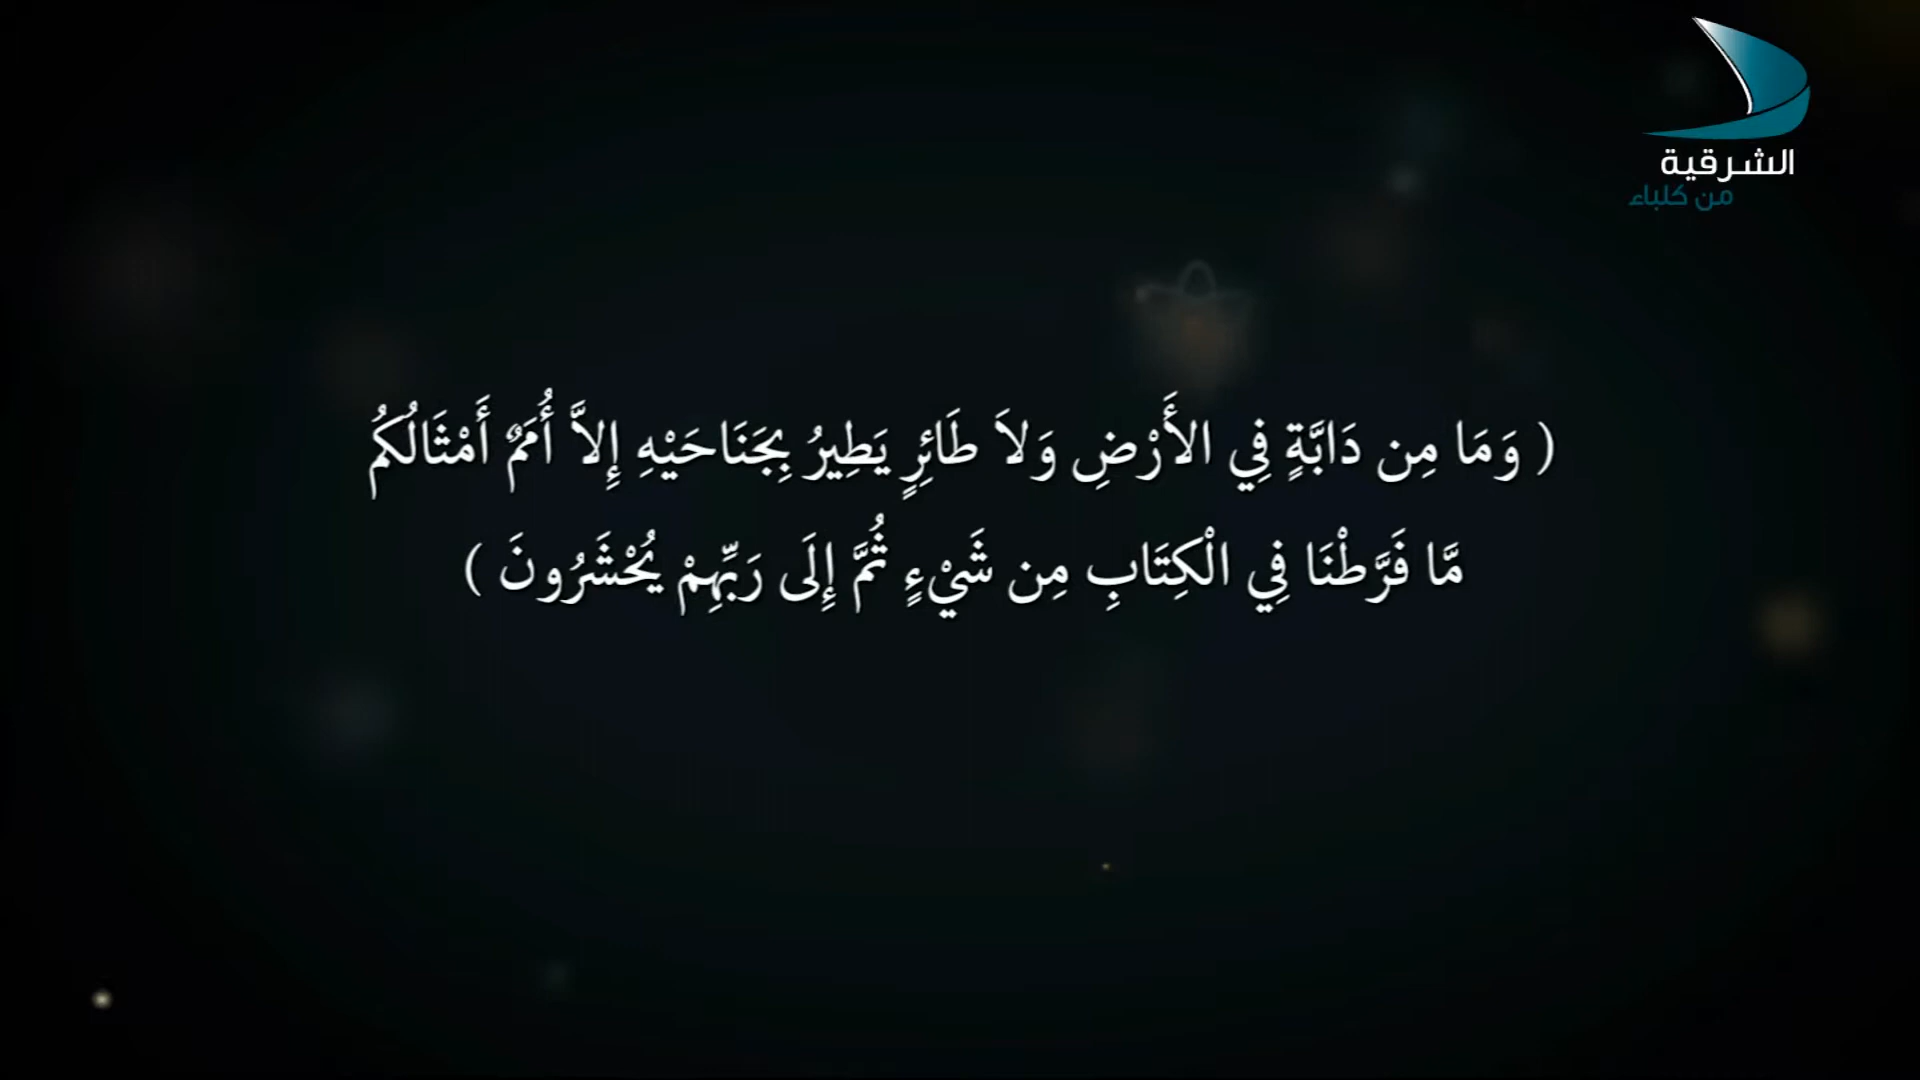 الشرقية
من كلباء
( وَمَا مِن دَابَّةٍ فِي الأَرْضِ وَلاَ طَائِرٍ يَطِيرُ بِجَنَاحَيْهِ إِلاَّ أُمَمٌ أَمْثَالُكُم
مَّا فَرَّطْنَا فِي الْكِتَابِ مِن شَيْءٍ ثُمَّ إِلَى رَبِّهِمْ يُحْشَرُونَ )